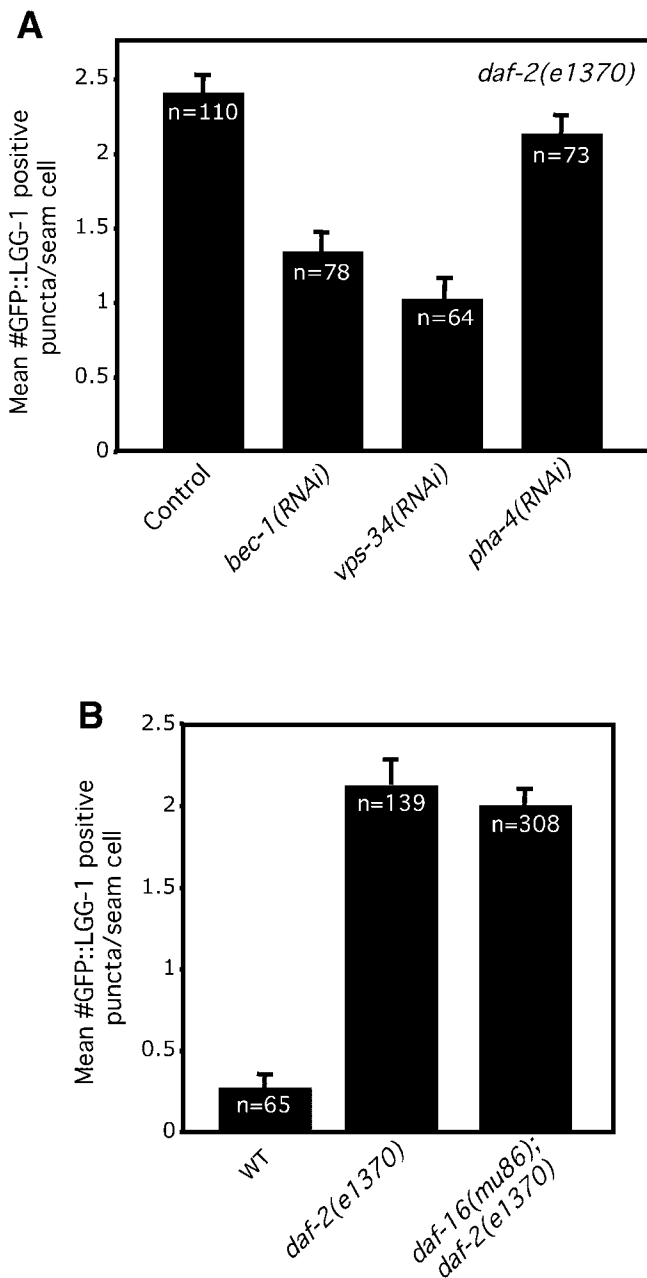 A
daf-2(e1370)
Mean #GFP::LGG-1 positive
puncta/seam cell
2.5
2
1.5
1
0.5
0
n=110
n=78
n=64
n=73
Control
bec-1(RNAi)
vps-34(RNAi)
pha-4(RNAi)
B
Mean #GFP::LGG-1 positive
puncta/seam cell
2.5
2
1.5
1
0.5
0
n=65
n=139
n=308
WT
daf-2(e1370)
daf-16(mu86);
daf-2(e1370)